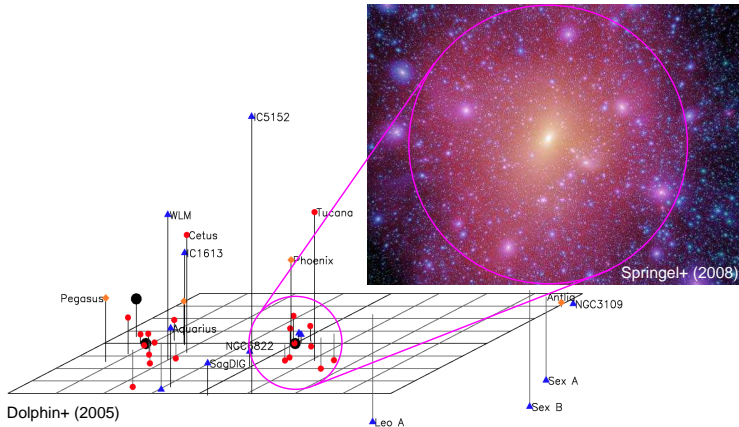 IC5152
WLM
Tucana
Cetus
IC1613
Phoenix
Springel+ (2008)
Pegasus
Antlia
NGC3109
Aquarius
NGC6822
SagDIG
Sex A
Sex B
Dolphin+ (2005)
Leo A